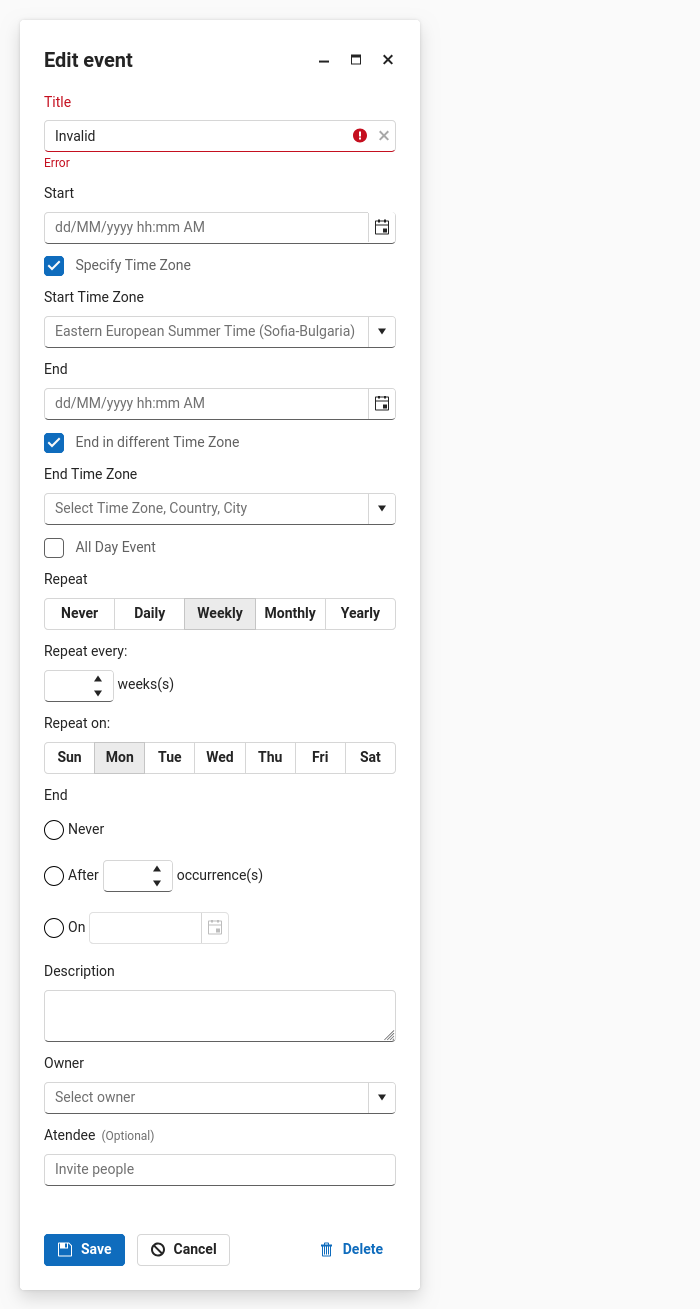 Edit event
Title
Invalid
Error
Start
dd/MM/yyyy hh:mm AM
Specify Time Zone
Start Time Zone
Eastern European Summer Time (Sofia-Bulgaria)
End
dd/MM/yyyy hh:mm AM
End in different Time Zone
End Time Zone
Select Time Zone, Country, City
All Day Event
Repeat
Never Daily Weekly Monthly Yearly
Repeat every:
weeks(s)
Repeat on:
Sun Mon Tue Wed Thu Fri Sat
End
Never
After occurrence(s)
On
Description
Owner
Select owner
Atendee (Optional)
Invite people
Save Cancel Delete